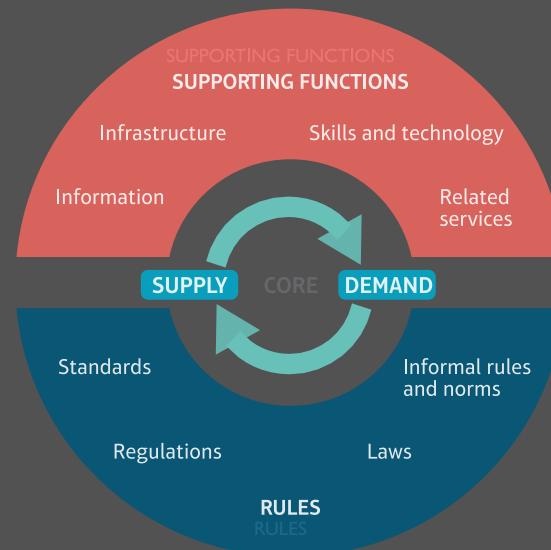 SUPPORTING FUNCTIONS
SUPPORTING FUNCTIONS
Infrastructure
Skills and technology
Information
Related
services
SUPPLY
CORE
DEMAND
Standards
Informal rules
and norms
Regulations
Laws
RULES
RULES